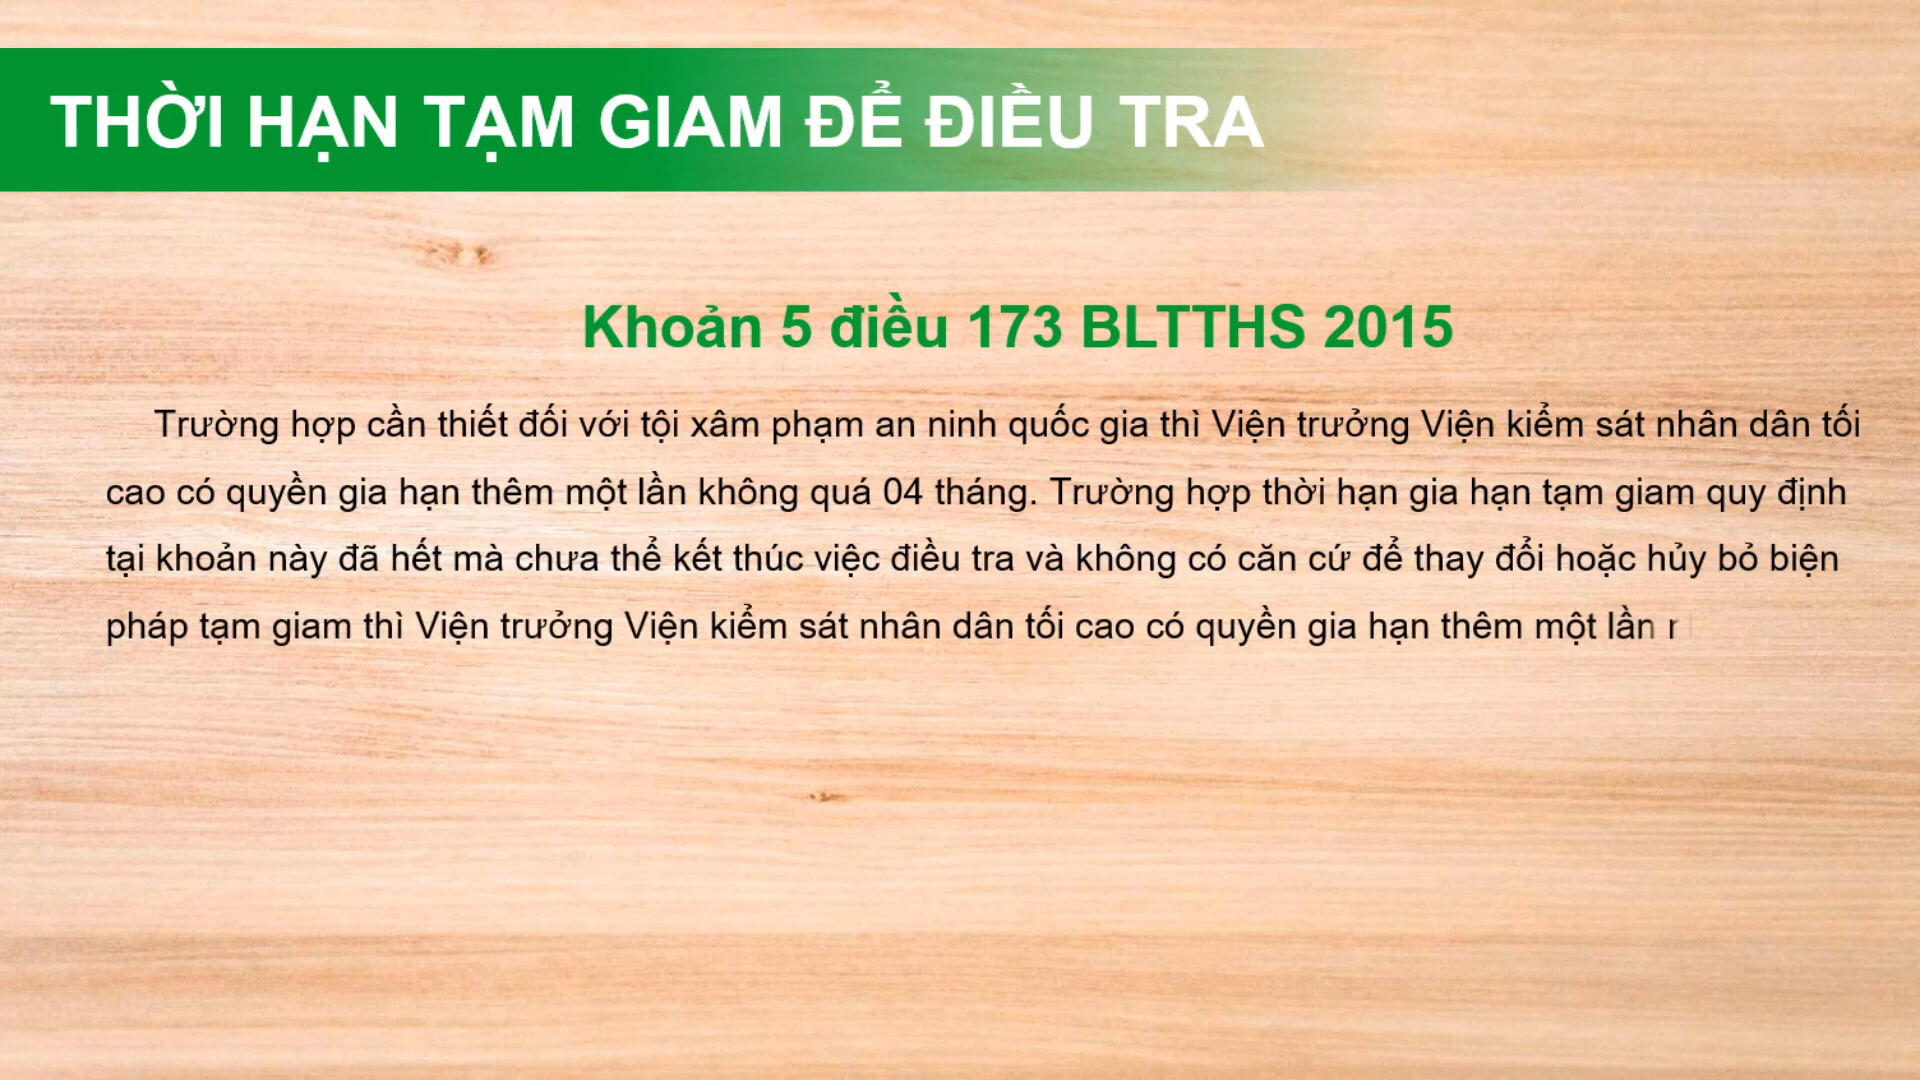 THỜI HẠN TẠM GIAM ĐỂ ĐIỀU TRA
Khoản 5 điều 173 BLTTHS 2015
Trường hợp cần thiết đối với tội xâm phạm an ninh quốc gia thì Viện trưởng Viện kiểm sát nhân dân tối
cao có quyền gia hạn thêm một lần không quá 04 tháng. Trường hợp thời hạn gia hạn tạm giam quy định
tại khoản này đã hết mà chưa thể kết thúc việc điều tra và không có căn cứ để thay đổi hoặc hủy bỏ biện
pháp tạm giam thì Viện trưởng Viện kiểm sát nhân dân tối cao có quyền gia hạn thêm một lần